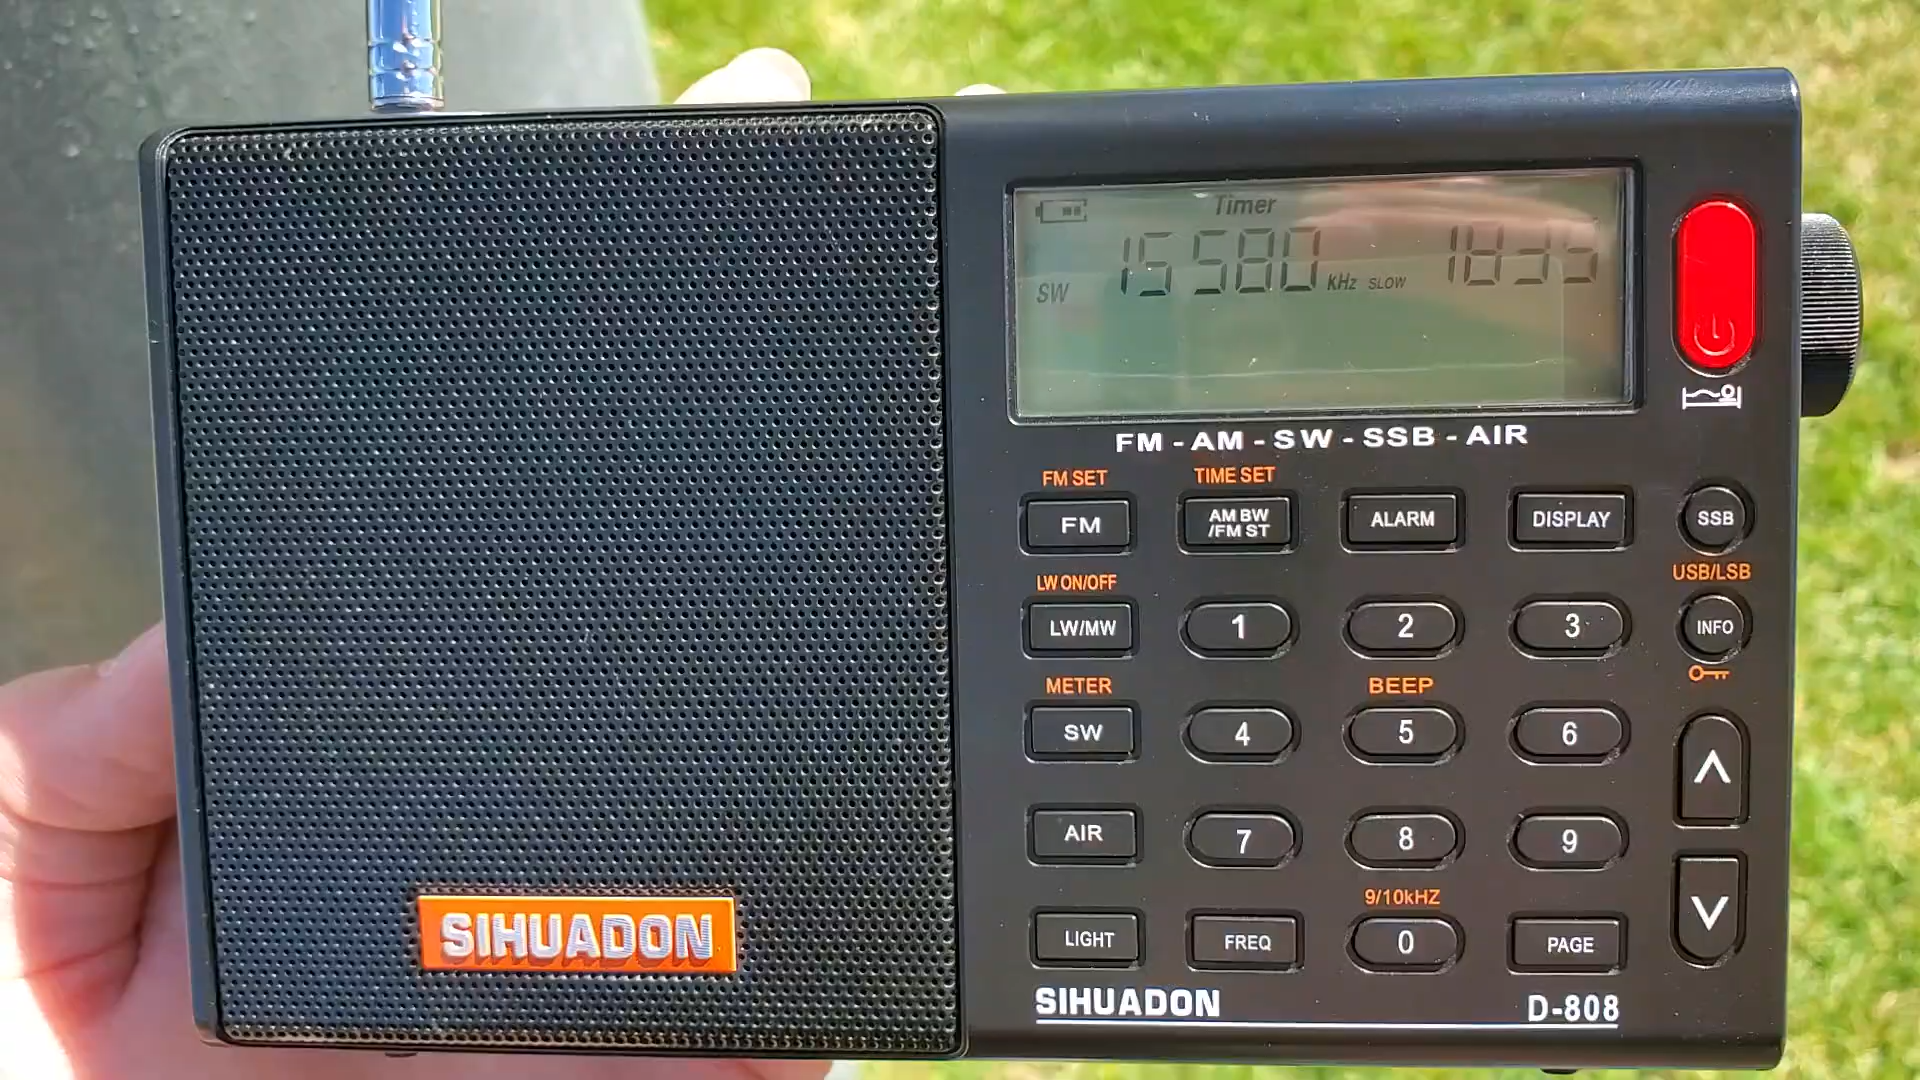 Timer
SW 15580 kHz SLOW 1835
FM - AM - SW - SSB - AIR
FM SET TIME SET
FM AM BW /FM ST ALARM DISPLAY SSB
LW ON/OFF USB/LSB
LW/MW 1 2 3 INFO
METER BEEP
SW 4 5 6
AIR 7 8 9
9/10kHZ
LIGHT FREQ 0 PAGE
SIHUADON
SIHUADON D-808